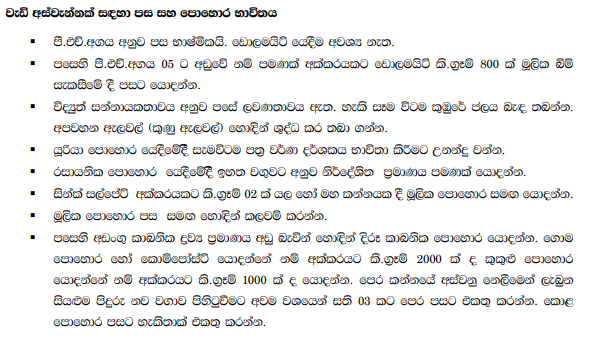 වැඩි අස්වැන්නක් සඳහා පස සහ පොහොර භාවිතය
▪ පී.එච්.අගය අනුව පස භාෂ්මිකයි. ඩොලමයිට් යෙදීම අවශ්‍ය නැත.
▪ පසෙහි පී.එච්.අගය 05 ට අඩුවේ නම් පමණක් අක්කරයකට ඩොලමයිට් කි.ග්‍රෑම් 800 ක් මූලික බිම්
සැකසීමේ දී පසට යොදන්න.
▪ විද්‍යුත් සන්නායකතාවය අනුව පසේ ලවණතාවය ඇත. හැකි සෑම විටම කුඹුරේ ජලය බැඳ තබන්න.
අපවහන ඇලවල් (කුණු ඇලවල්) හොඳින් ශුද්ධ කර තබා ගන්න.
▪ යූරියා පොහොර යෙදීමේදී සැමවිටම පත්‍ර වර්ණ දර්ශකය භාවිතා කිරීමට උනන්දු වන්න.
▪ රසායනික පොහොර යෙදීමේදී ඉහත වගුවට අනුව නිර්දේශිත ප්‍රමාණය පමණක් යොදන්න.
▪ සින්ක් සල්පේට් අක්කරයකට කි.ග්‍රෑම් 02 ක් යල හෝ මහ කන්නයක දී මූලික පොහොර සමඟ යොදන්න.
▪ මූලික පොහොර පස සමඟ හොඳින් කලවම් කරන්න.
▪ පසෙහි අඩංගු කාබනික ද්‍රව්‍ය ප්‍රමාණය අඩු බැවින් හොඳින් දිරූ කාබනික පොහොර යොදන්න. ගොම
පොහොර හෝ කොම්පෝස්ට් යොදන්නේ නම් අක්කරයකට කි.ග්‍රෑම් 2000 ක් ද කුකුළු පොහොර
යොදන්නේ නම් අක්කරයට කි.ග්‍රෑම් 1000 ක් ද යොදන්න. පෙර කන්නයේ අස්වනු නෙලීමෙන් ලැබුන
සියළුම පිදුරු නව වගාව පිහිටුවීමට අවම වශයෙන් සති 03 කට පෙර පසට එකතු කරන්න. කොළ
පොහොර පසට හැකිතාක් එකතු කරන්න.